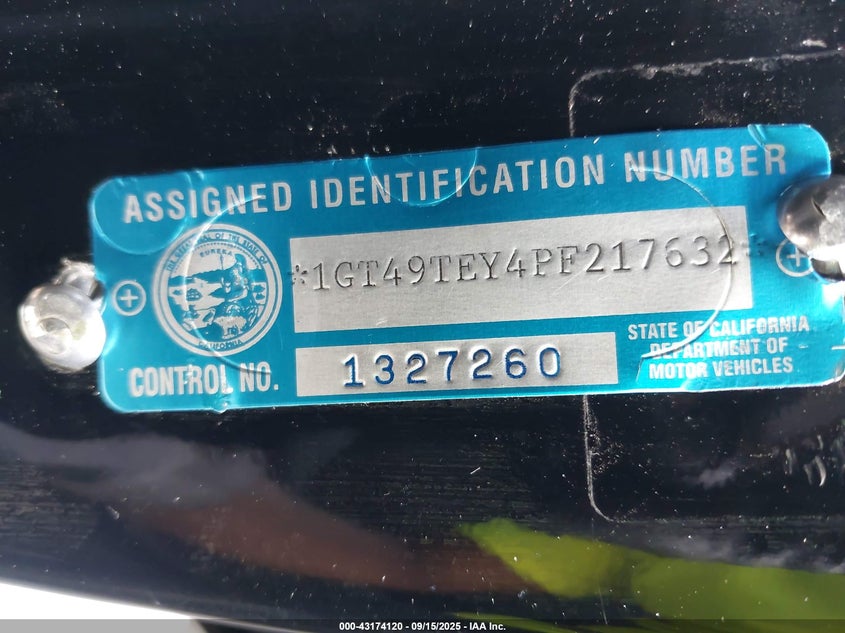 ASSIGNED IDENTIFICATION NUMBER
EUREKA
*1GT49TEY4PF217632*
CONTROL NO. 1327260
STATE OF CALIFORNIA
DEPARTMENT OF
MOTOR VEHICLES
000-43174120 - 09/15/2025 - IAA Inc.